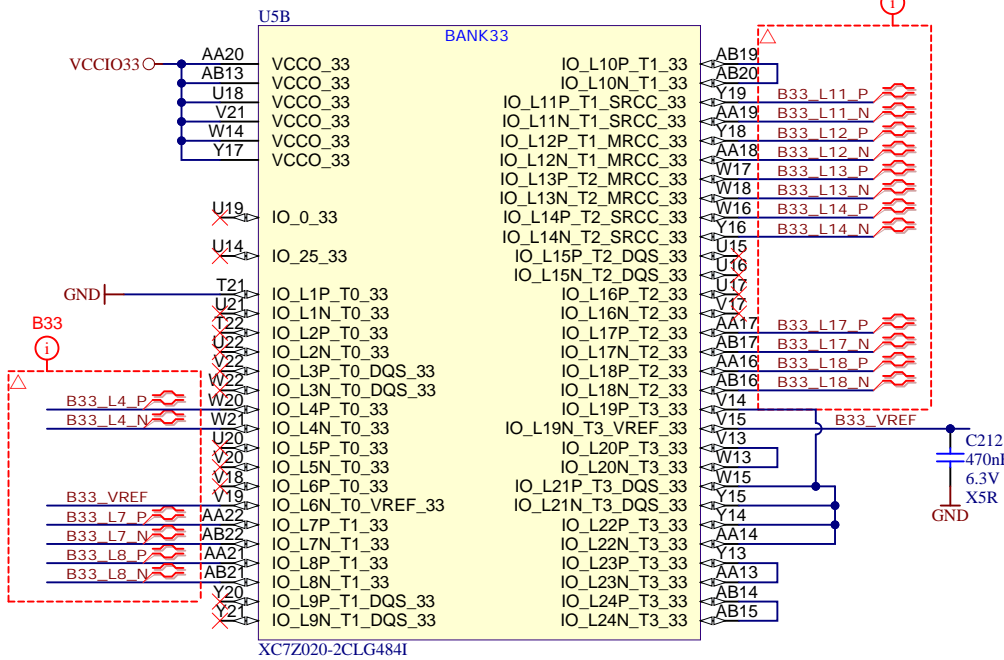 U5B
BANK33
VCCIO33
AA20 VCCO_33
AB13 VCCO_33
U18 VCCO_33
V21 VCCO_33
W14 VCCO_33
Y17 VCCO_33
U19 IO_0_33
U14 IO_25_33
GND T21 IO_L1P_T0_33
U21 IO_L1N_T0_33
T22 IO_L2P_T0_33
U22 IO_L2N_T0_33
V22 IO_L3P_T0_DQS_33
W22 IO_L3N_T0_DQS_33
B33
i
B33_L4_P W20 IO_L4P_T0_33
B33_L4_N W21 IO_L4N_T0_33
U20 IO_L5P_T0_33
V20 IO_L5N_T0_33
V18 IO_L6P_T0_33
B33_VREF V19 IO_L6N_T0_VREF_33
B33_L7_P AA22 IO_L7P_T1_33
B33_L7_N AB22 IO_L7N_T1_33
B33_L8_P AA21 IO_L8P_T1_33
B33_L8_N AB21 IO_L8N_T1_33
Y20 IO_L9P_T1_DQS_33
Y21 IO_L9N_T1_DQS_33
i
IO_L10P_T1_33 AB19
IO_L10N_T1_33 AB20
IO_L11P_T1_SRCC_33 Y19 B33_L11_P
IO_L11N_T1_SRCC_33 AA19 B33_L11_N
IO_L12P_T1_MRCC_33 Y18 B33_L12_P
IO_L12N_T1_MRCC_33 AA18 B33_L12_N
IO_L13P_T2_MRCC_33 W17 B33_L13_P
IO_L13N_T2_MRCC_33 W18 B33_L13_N
IO_L14P_T2_SRCC_33 W16 B33_L14_P
IO_L14N_T2_SRCC_33 Y16 B33_L14_N
IO_L15P_T2_DQS_33 U15
IO_L15N_T2_DQS_33 U16
IO_L16P_T2_33 U17
IO_L16N_T2_33 V17
IO_L17P_T2_33 AA17 B33_L17_P
IO_L17N_T2_33 AB17 B33_L17_N
IO_L18P_T2_33 AA16 B33_L18_P
IO_L18N_T2_33 AB16 B33_L18_N
IO_L19P_T3_33 V14
IO_L19N_T3_VREF_33 V15 B33_VREF
IO_L20P_T3_33 V13
IO_L20N_T3_33 W13
IO_L21P_T3_DQS_33 W15
IO_L21N_T3_DQS_33 Y15
IO_L22P_T3_33 Y14
IO_L22N_T3_33 AA14
IO_L23P_T3_33 Y13
IO_L23N_T3_33 AA13
IO_L24P_T3_33 AB14
IO_L24N_T3_33 AB15
C212
6.3V
X5R
GND
XC7Z020-2CLG484I